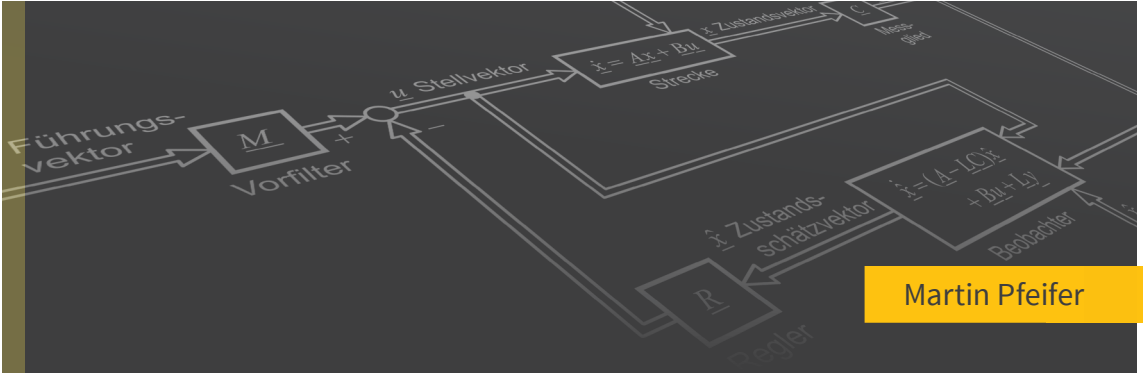 Führungs-
vektor
M
Vorfilter
+
−
u Stellvektor
ẋ = Ax + Bu
Strecke
x Zustandsvektor
C
Mess-
glied
x̂ Zustands-
schätzvektor
x̂̇ = (A - LC)x̂
+ Bu + Ly
Beobachter
R
Regler
Martin Pfeifer